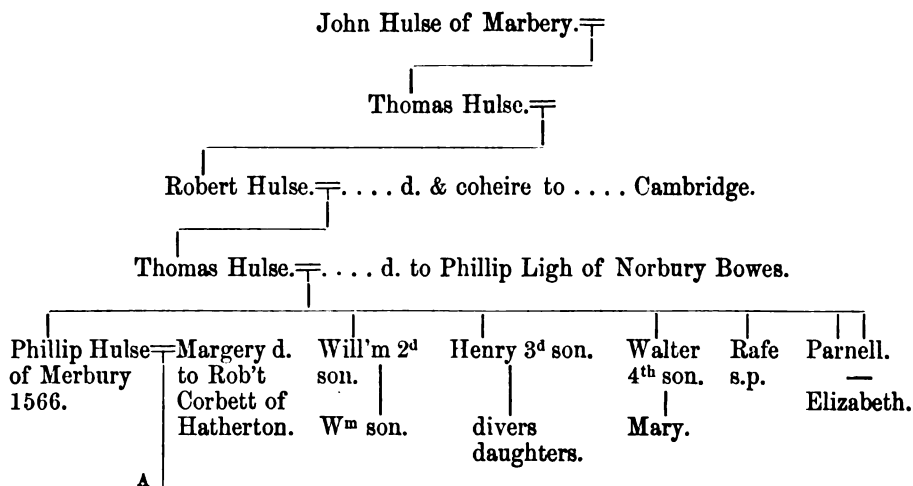 John Hulse of Marbery.
Thomas Hulse.
Robert Hulse. . . . . d. & coheire to . . . . Cambridge.
Thomas Hulse. . . . . d. to Phillip Ligh of Norbury Bowes.
Phillip Hulse
of Merbury
1566.
Margery d.
to Rob't
Corbett of
Hatherton.
Will'm 2d
son.
Wm son.
Henry 3d son.
divers
daughters.
Walter
4th son.
Mary.
Rafe
s.p.
Parnell.
—
Elizabeth.
A